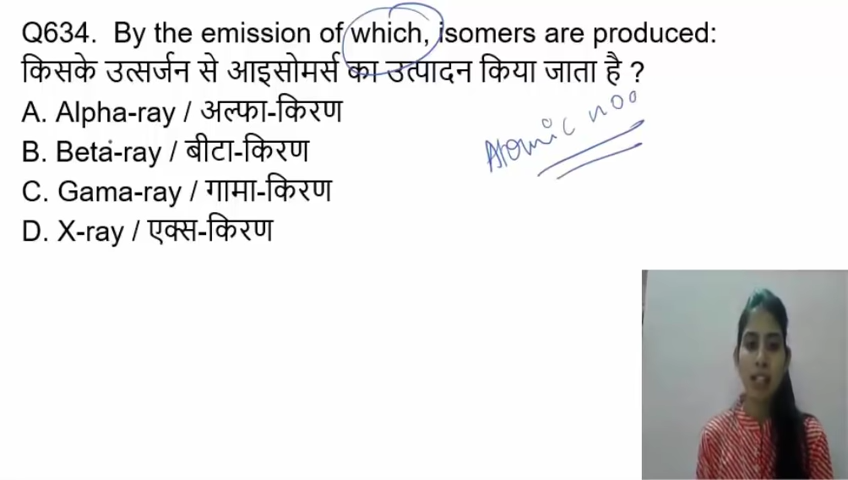 Q634. By the emission of which, isomers are produced:
किसके उत्सर्जन से आइसोमर्स का उत्पादन किया जाता है ?
A. Alpha-ray / अल्फा-किरण
B. Beta-ray / बीटा-किरण
C. Gama-ray / गामा-किरण
D. X-ray / एक्स-किरण
Atomic